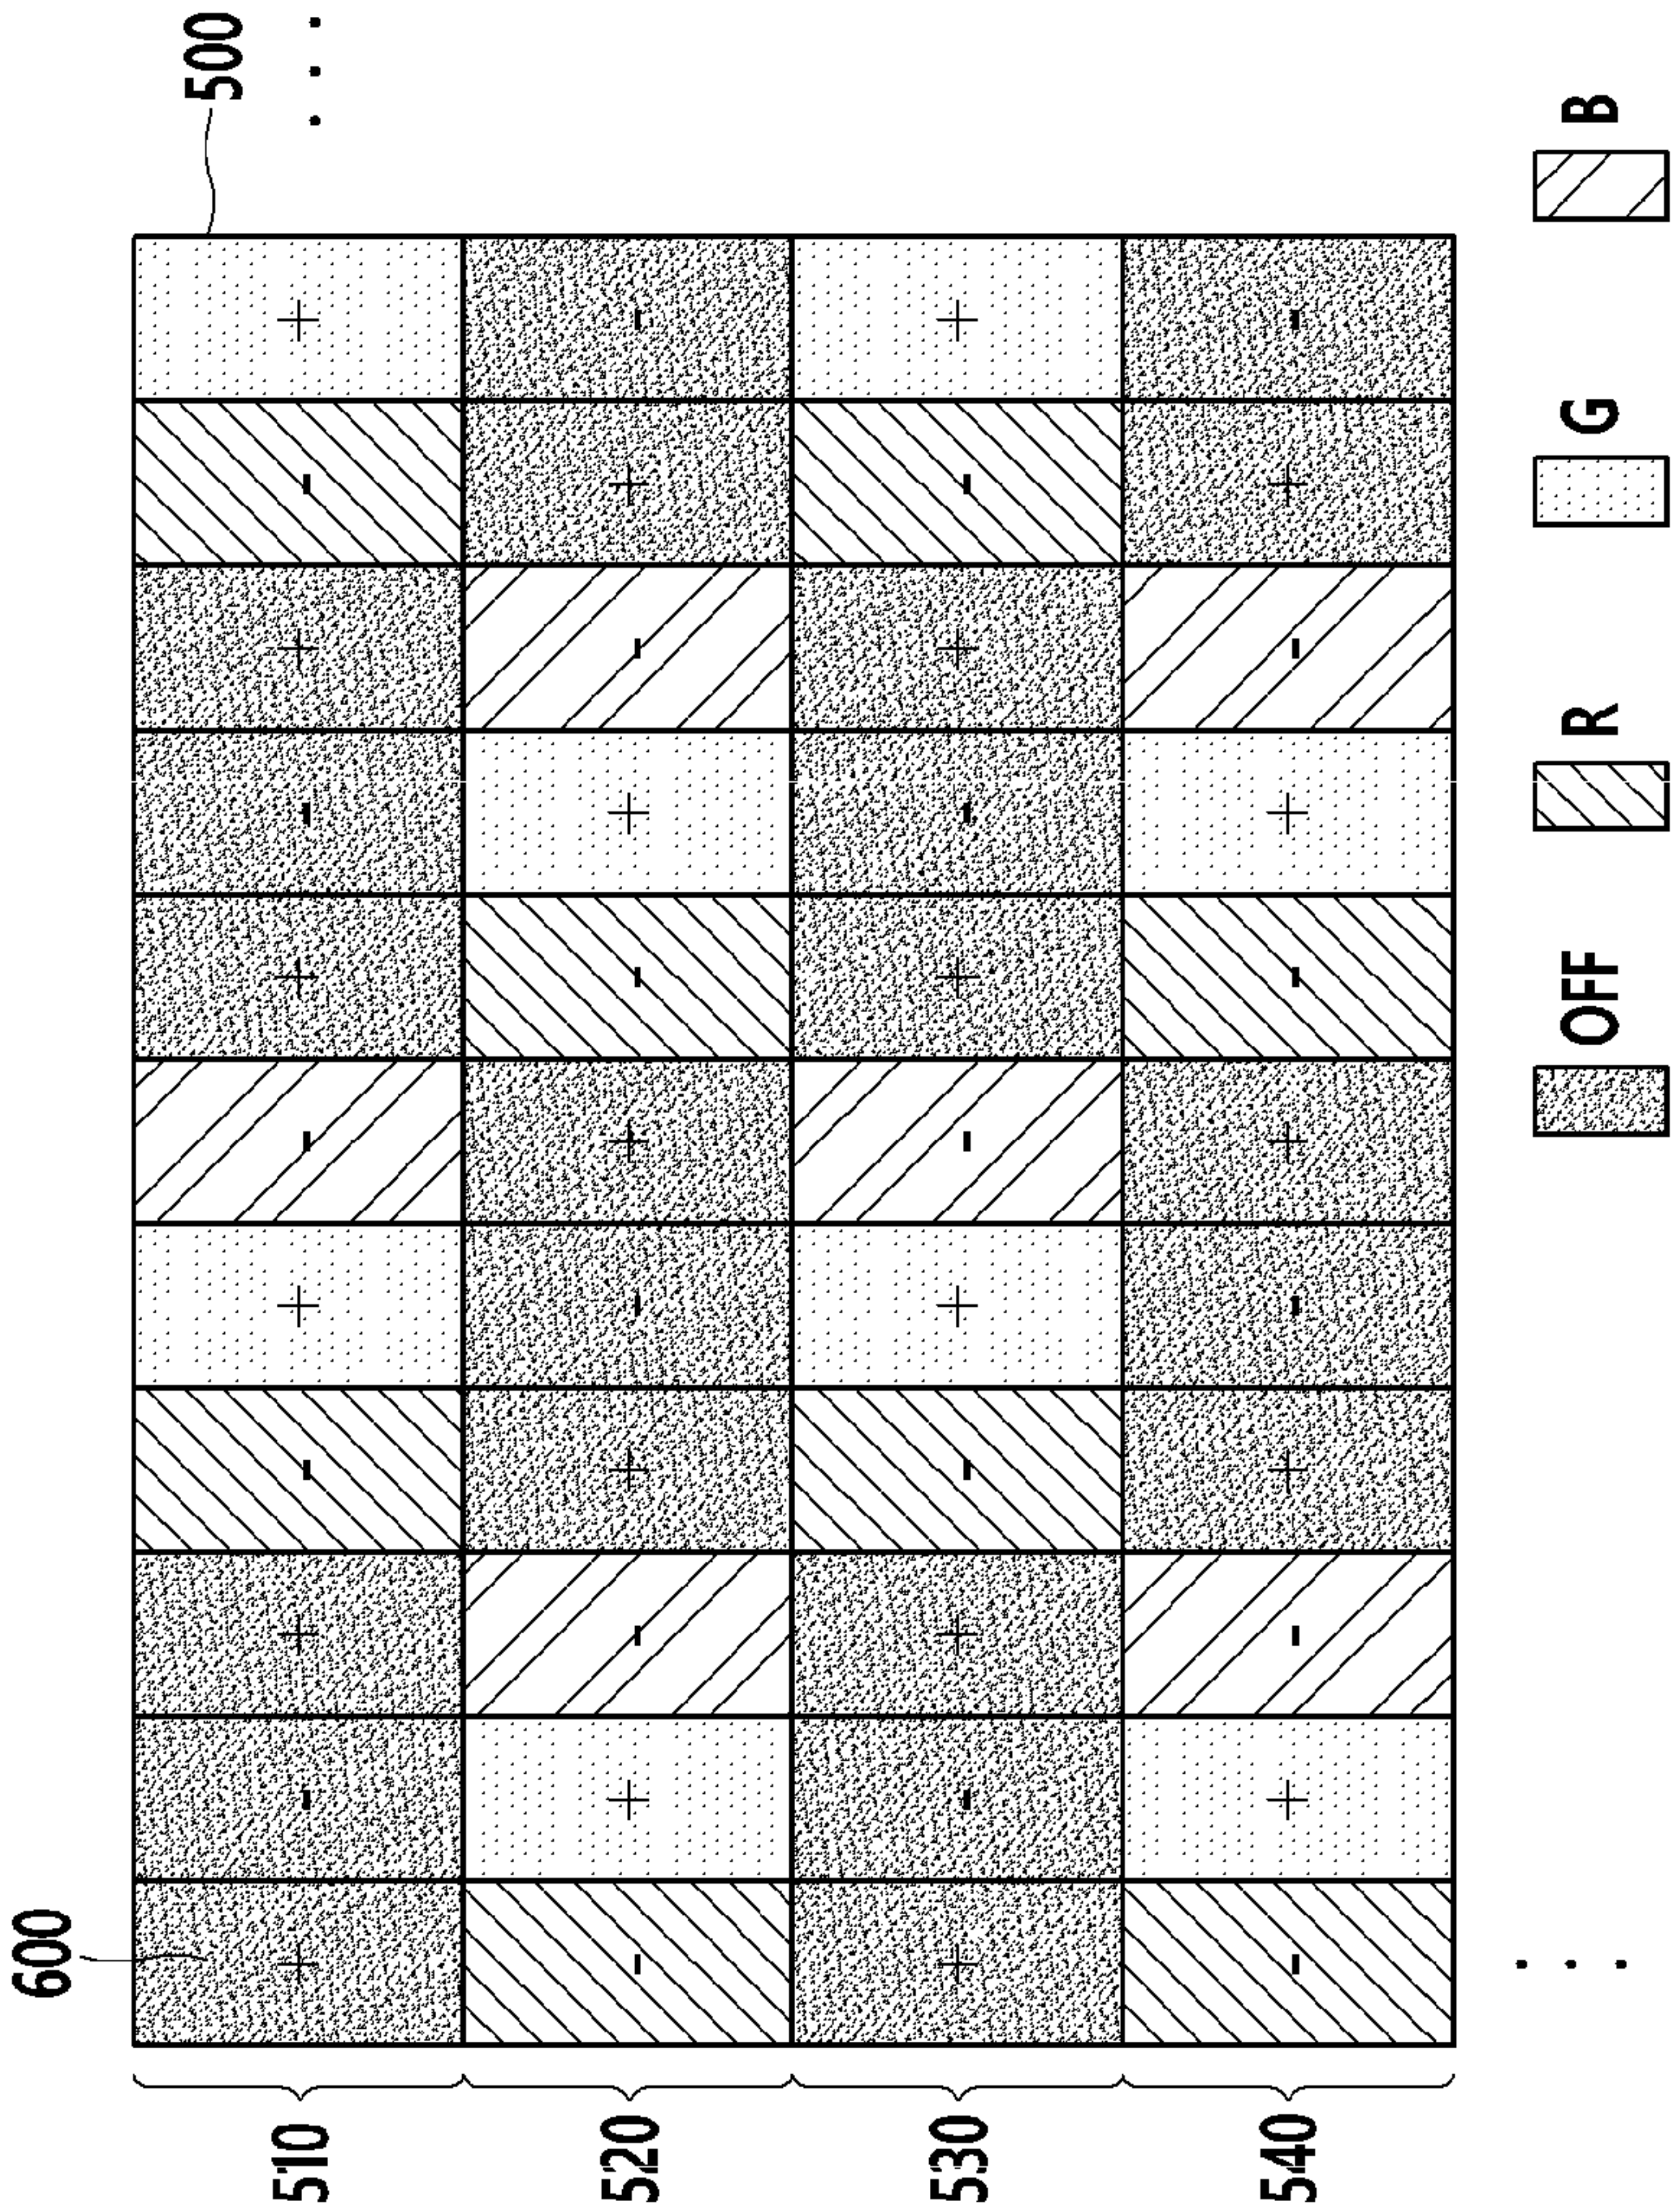 600
500
...
510 + - + - + - + - + - +
520 - + - + - + - + - + -
530 + - + - + - + - + - +
540 - + - + - + - + - + -
OFF R G B